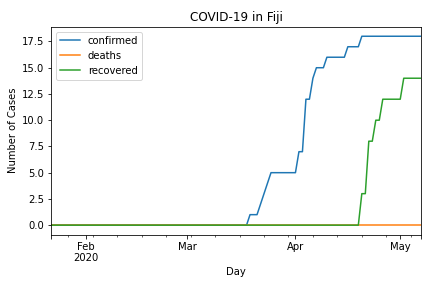 COVID-19 in Fiji
confirmed
deaths
recovered
Number of Cases
17.5
15.0
12.5
10.0
7.5
5.0
2.5
0.0
Feb
2020
Mar
Apr
May
Day